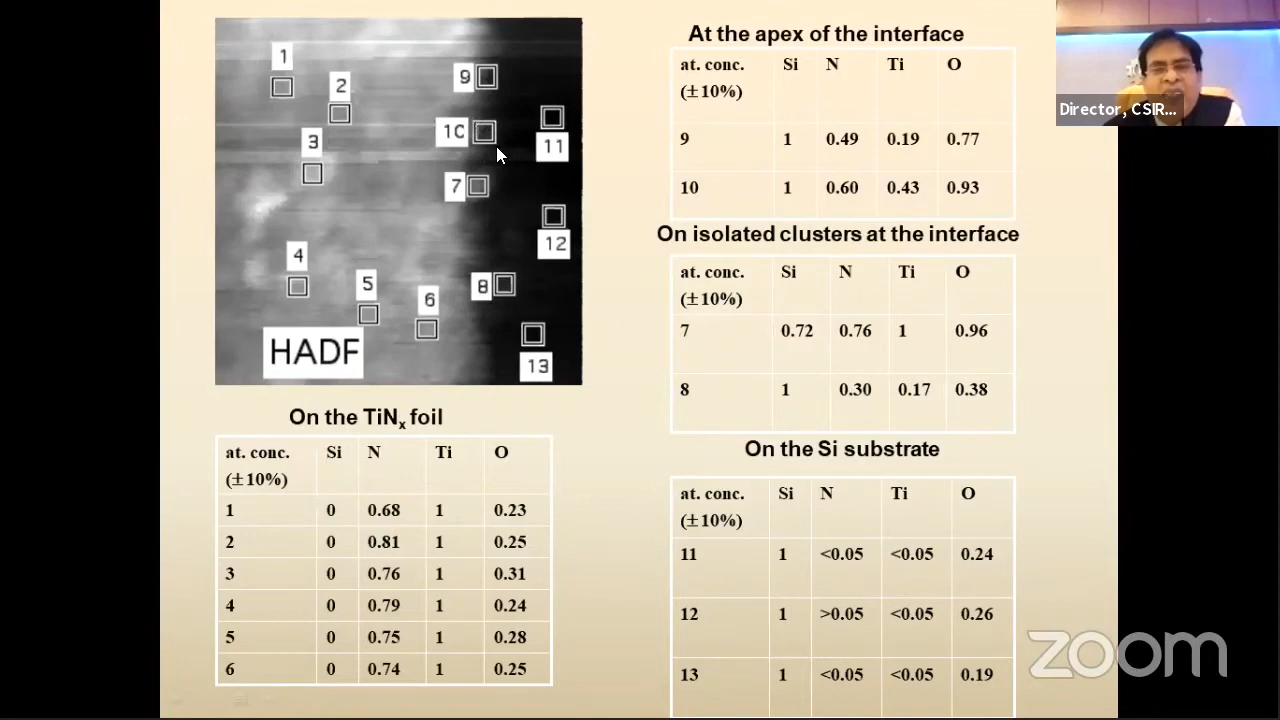 1
2
3
4
5
6
7
8
9
10
11
12
13
HADF
On the TiNx foil
at. conc. (±10%) Si N Ti O
1 0 0.68 1 0.23
2 0 0.81 1 0.25
3 0 0.76 1 0.31
4 0 0.79 1 0.24
5 0 0.75 1 0.28
6 0 0.74 1 0.25
At the apex of the interface
at. conc. (±10%) Si N Ti O
9 1 0.49 0.19 0.77
10 1 0.60 0.43 0.93
On isolated clusters at the interface
at. conc. (±10%) Si N Ti O
7 0.72 0.76 1 0.96
8 1 0.30 0.17 0.38
On the Si substrate
at. conc. (±10%) Si N Ti O
11 1 <0.05 <0.05 0.24
12 1 >0.05 <0.05 0.26
13 1 <0.05 <0.05 0.19
Director, CSIR...
zoom